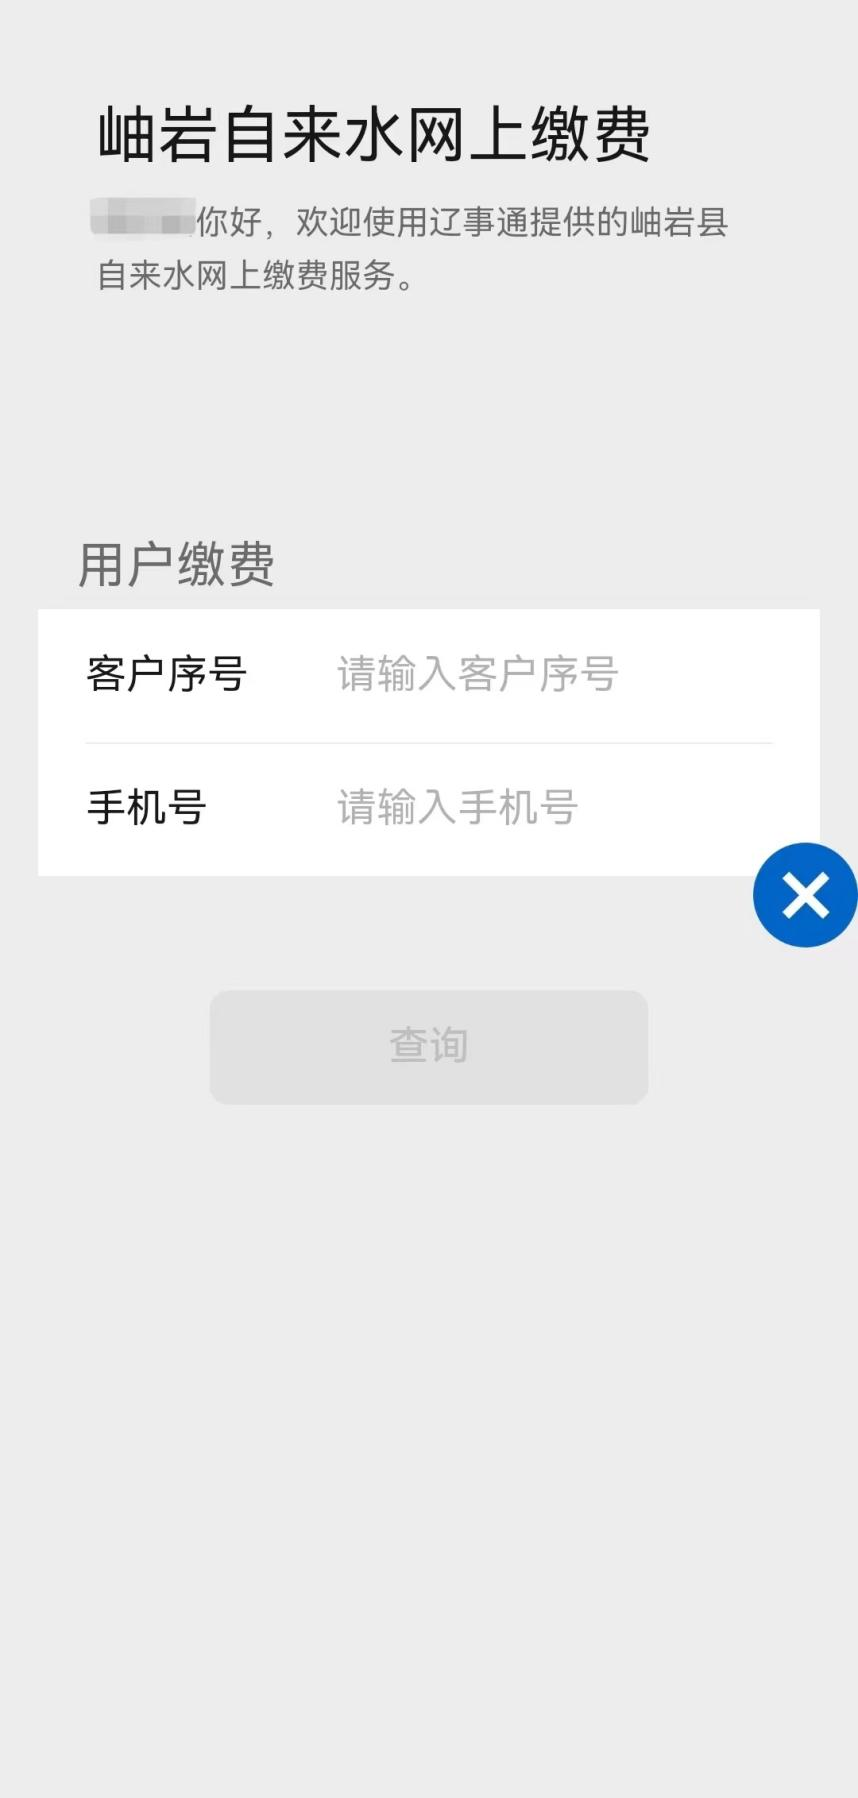 岫岩自来水网上缴费
你好，欢迎使用辽事通提供的岫岩县
自来水网上缴费服务。
用户缴费
客户序号 请输入客户序号
手机号 请输入手机号
查询